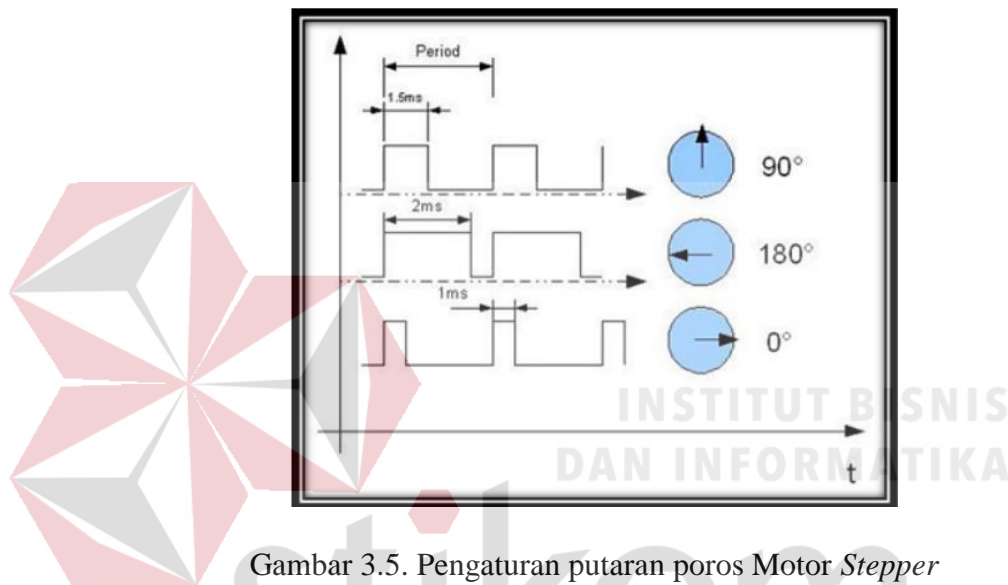 Period
1.5ms
90°
2ms
180°
1ms
0°
INSTITUT BISNIS
DAN INFORMATIKA
t
stikom
Gambar 3.5. Pengaturan putaran poros Motor Stepper